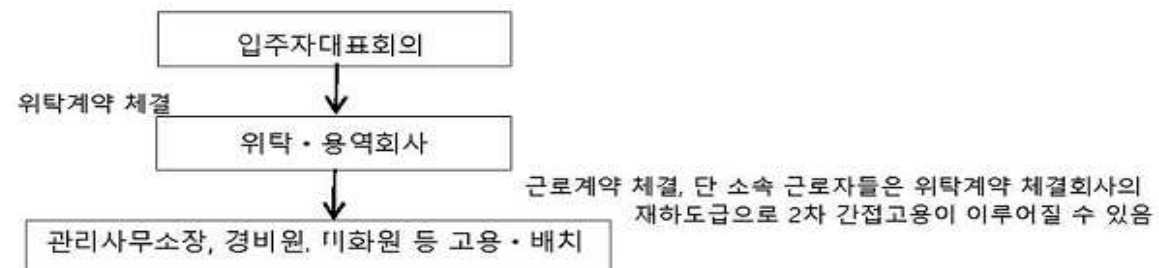 입주자대표회의
위탁계약 체결
위탁・용역회사
근로계약 체결, 단 소속 근로자들은 위탁계약 체결회사의
재하도급으로 2차 간접고용이 이루어질 수 있음
관리사무소장, 경비원, 미화원 등 고용・배치